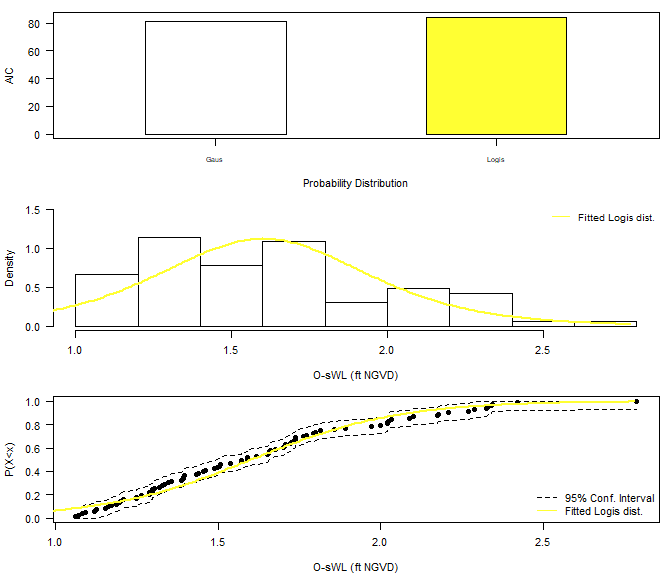 80
60
40
20
0
AIC
Gaus
Logis
Probability Distribution
1.5
1.0
0.5
0.0
Density
Fitted Logis dist.
1.0
1.5
2.0
2.5
O-sWL (ft NGVD)
1.0
0.8
0.6
0.4
0.2
0.0
P(X<x)
95% Conf. Interval
Fitted Logis dist.
1.0
1.5
2.0
2.5
O-sWL (ft NGVD)